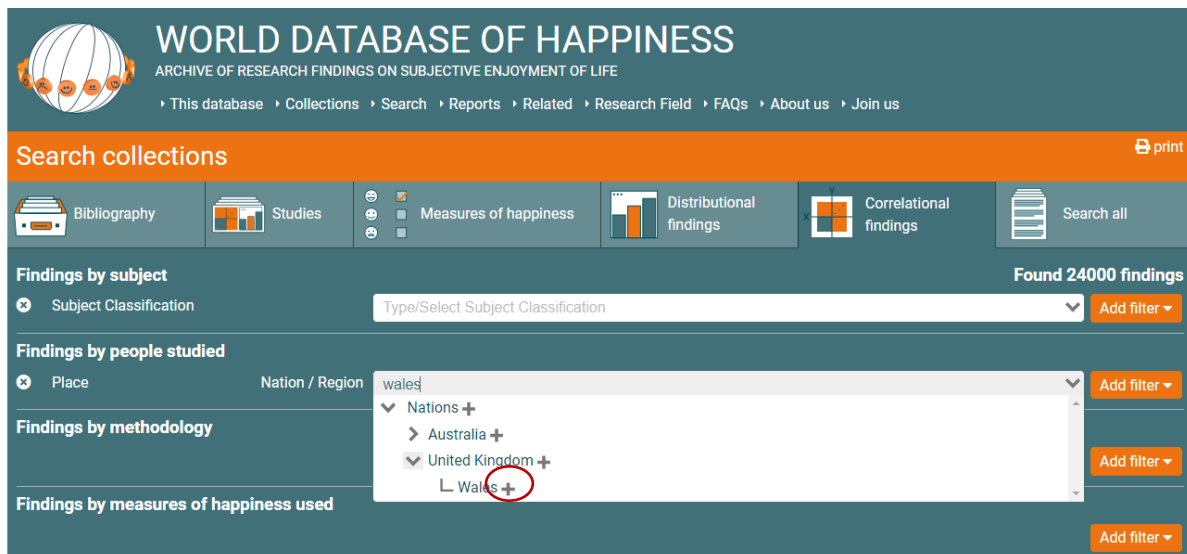 WORLD DATABASE OF HAPPINESS
ARCHIVE OF RESEARCH FINDINGS ON SUBJECTIVE ENJOYMENT OF LIFE
This database Collections Search Reports Related Research Field FAQs About us Join us
Search collections print
Bibliography Studies Measures of happiness Distributional findings Correlational findings Search all
Y
X
Findings by subject Found 24000 findings
Subject Classification Type/Select Subject Classification Add filter
Findings by people studied
Place Nation / Region wales Add filter
Nations +
Findings by methodology
Australia +
United Kingdom + Add filter
Wales +
Findings by measures of happiness used
Add filter